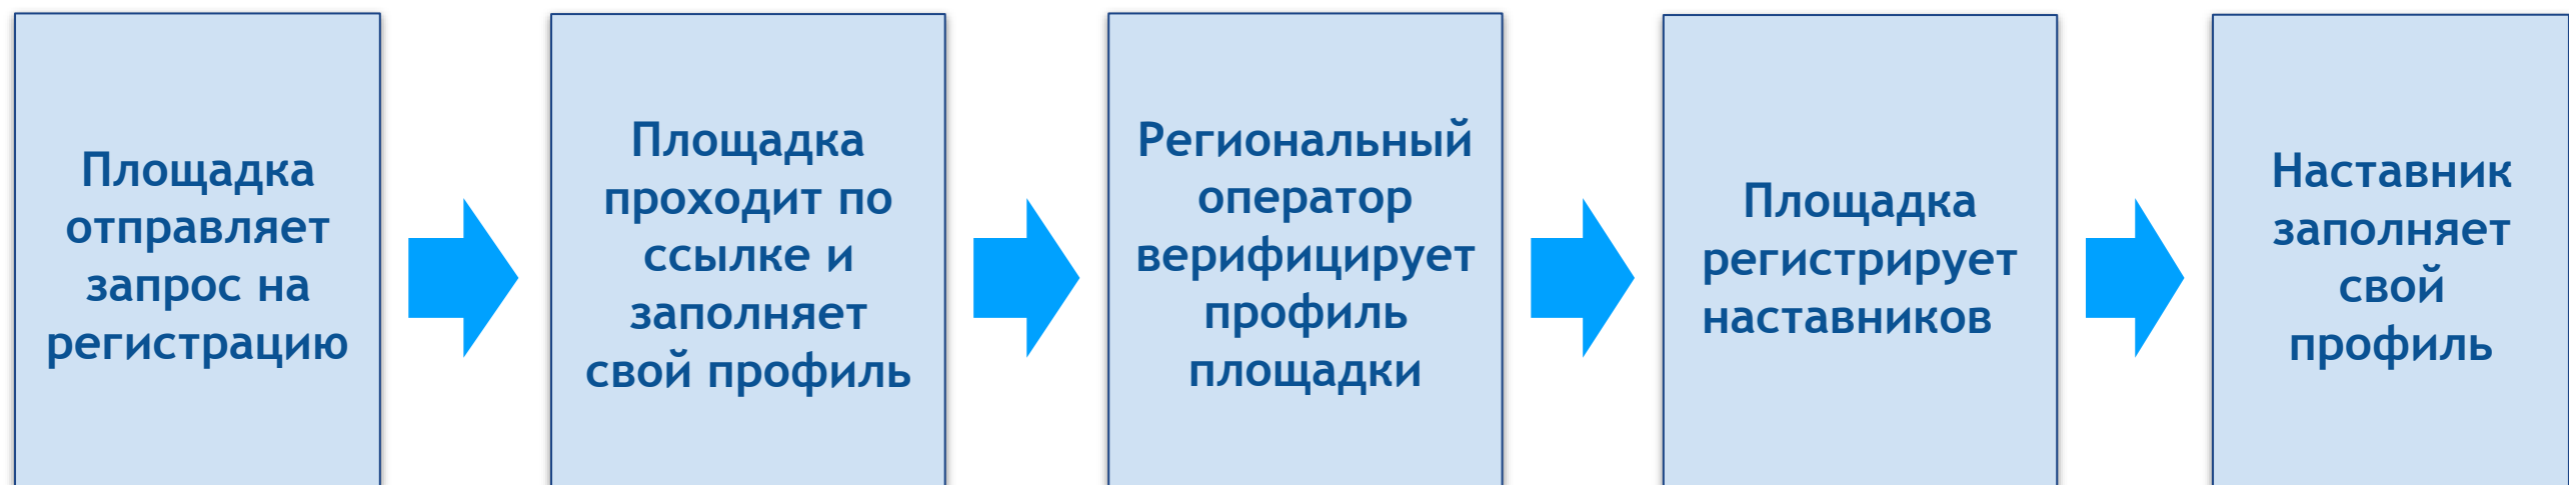 Площадка
отправляет
запрос на
регистрацию
Площадка
проходит по
ссылке и
заполняет
свой профиль
Региональный
оператор
верифицирует
профиль
площадки
Площадка
регистрирует
наставников
Наставник
заполняет
свой
профиль